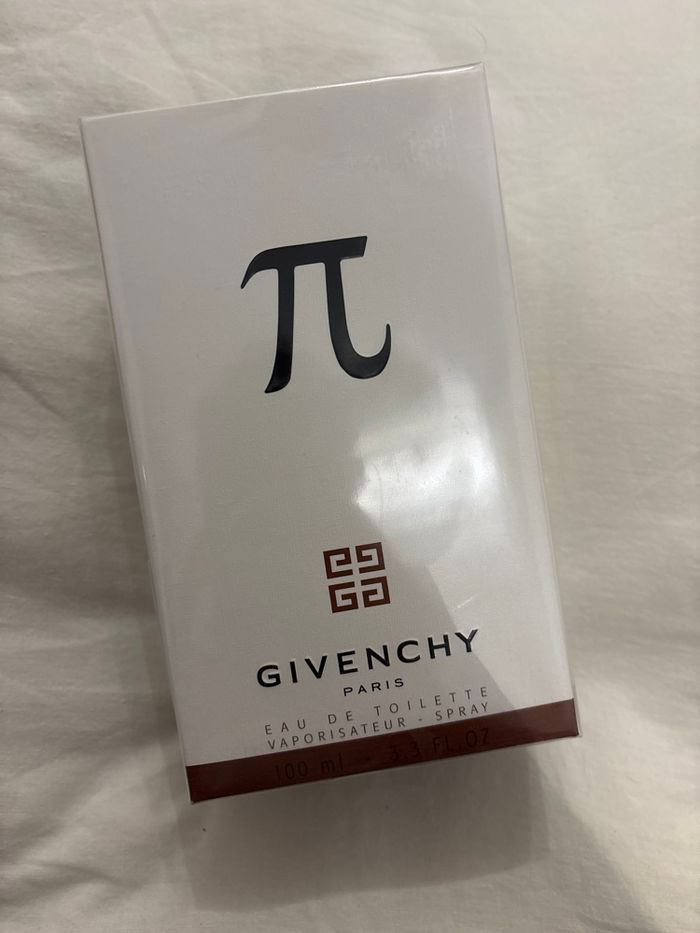 π
GIVENCHY
PARIS
EAU DE TOILETTE
VAPORISATEUR - SPRAY
100 ml - 3.3 FL.OZ